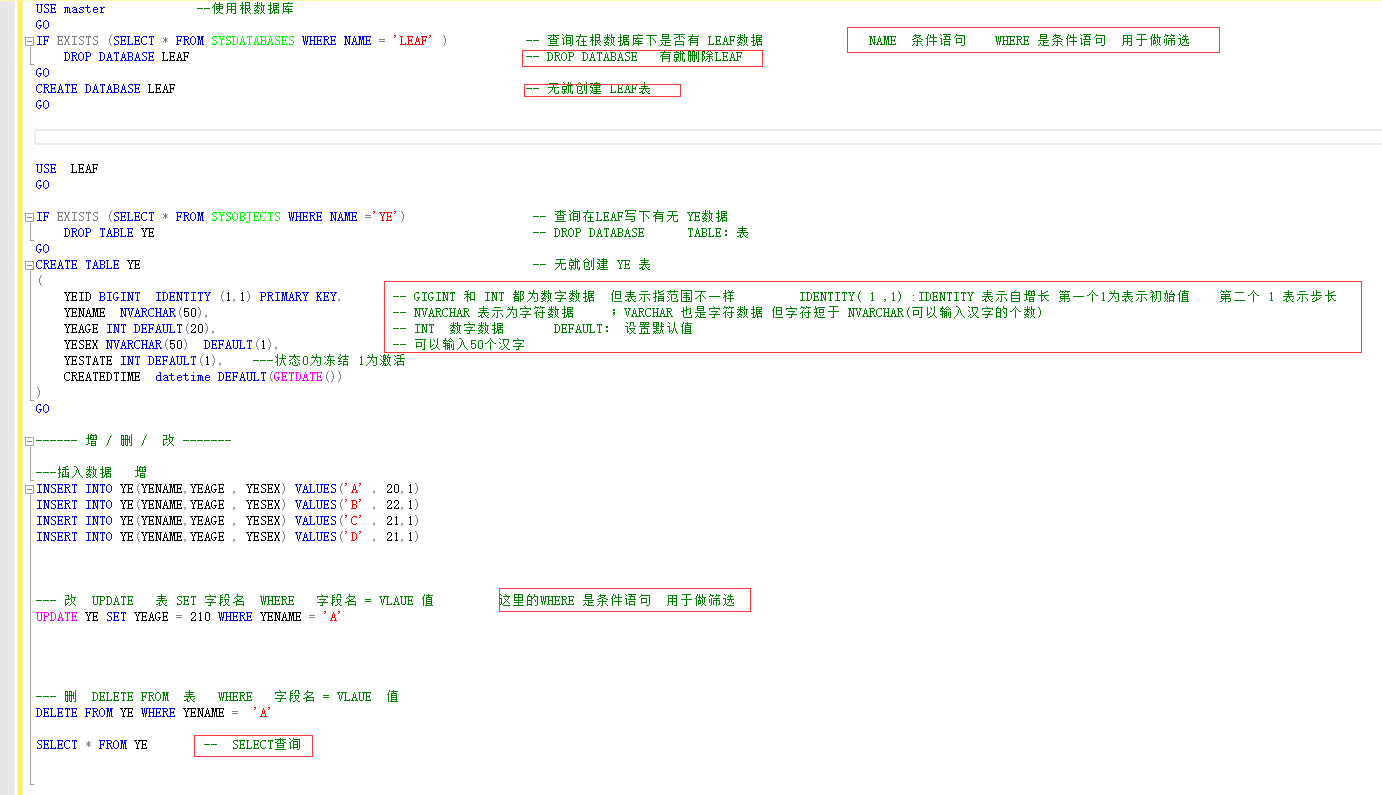 USE master --使用根数据库
GO
IF EXISTS (SELECT * FROM SYSDATABASES WHERE NAME = 'LEAF' ) -- 查询在根数据库下是否有 LEAF数据 NAME 条件语句 WHERE 是条件语句 用于做筛选
DROP DATABASE LEAF -- DROP DATABASE 有就删除LEAF
GO
CREATE DATABASE LEAF -- 无就创建 LEAF表
GO
USE LEAF
GO
IF EXISTS (SELECT * FROM SYSOBJECTS WHERE NAME ='YE') -- 查询在LEAF写下有无 YE数据
DROP TABLE YE -- DROP DATABASE TABLE: 表
GO
CREATE TABLE YE -- 无就创建 YE 表
(
YEID BIGINT IDENTITY (1,1) PRIMARY KEY, -- GIGINT 和 INT 都为数字数据 但表示指范围不一样 IDENTITY( 1 ,1) :IDENTITY 表示自增长 第一个1为表示初始值 第二个 1 表示步长
YENAME NVARCHAR(50), -- NVARCHAR 表示为字符数据 ；VARCHAR 也是字符数据 但字符短于 NVARCHAR(可以输入汉字的个数)
YEAGE INT DEFAULT(20), -- INT 数字数据 DEFAULT： 设置默认值
YESEX NVARCHAR(50) DEFAULT(1), -- 可以输入50个汉字
YESTATE INT DEFAULT(1), ---状态0为冻结 1为激活
CREATEDTIME datetime DEFAULT(GETDATE())
)
GO
------ 增 / 删 / 改 -------
---插入数据 增
INSERT INTO YE(YENAME,YEAGE , YESEX) VALUES('A' , 20,1)
INSERT INTO YE(YENAME,YEAGE , YESEX) VALUES('B' , 22,1)
INSERT INTO YE(YENAME,YEAGE , YESEX) VALUES('C' , 21,1)
INSERT INTO YE(YENAME,YEAGE , YESEX) VALUES('D' , 21,1)
--- 改 UPDATE 表 SET 字段名 WHERE 字段名 = VLAUE 值 这里的WHERE 是条件语句 用于做筛选
UPDATE YE SET YEAGE = 210 WHERE YENAME = 'A'
--- 删 DELETE FROM 表 WHERE 字段名 = VLAUE 值
DELETE FROM YE WHERE YENAME = 'A'
SELECT * FROM YE -- SELECT查询